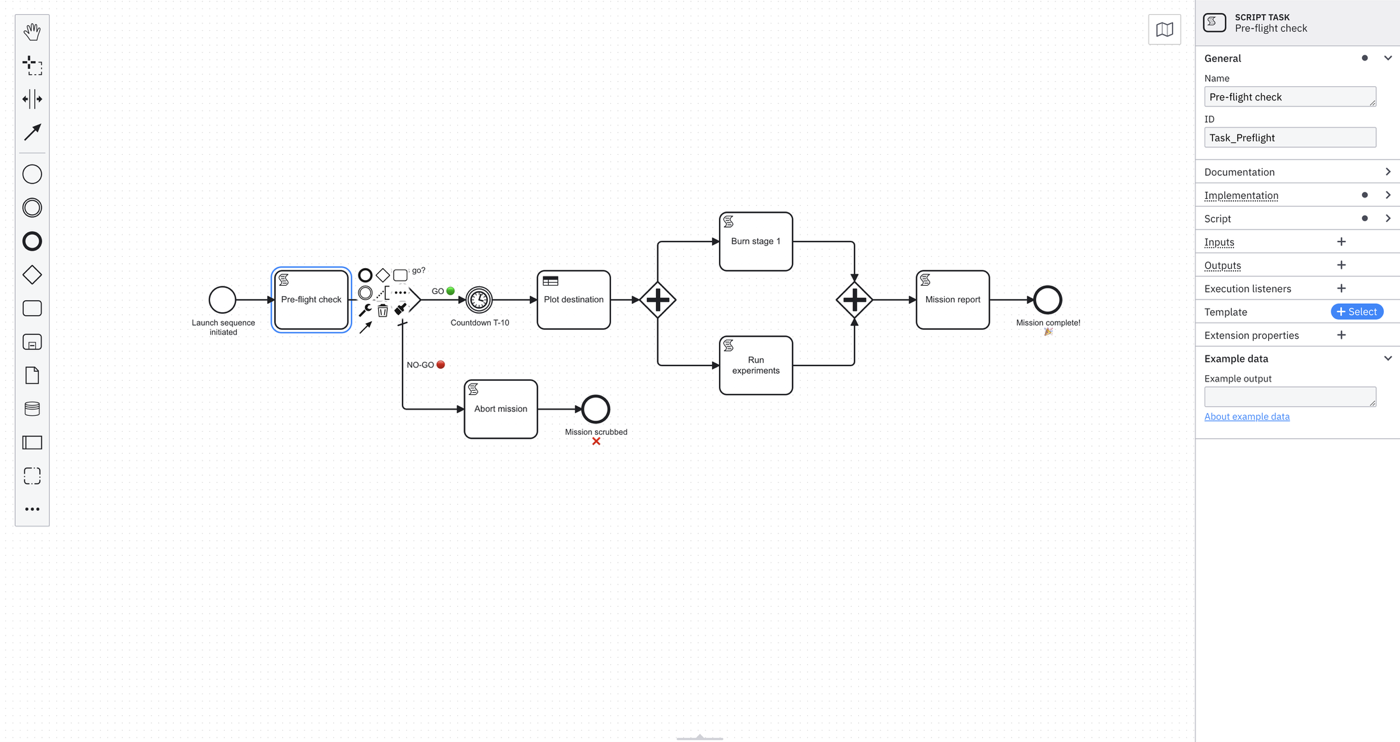 SCRIPT TASK
Pre-flight check
General
Name
Pre-flight check
ID
Task_Preflight
Documentation
Implementation
Script
Inputs
Outputs
Execution listeners
Template
Select
Extension properties
Example data
Example output
About example data
Launch sequence
initiated
Pre-flight check
go?
GO
NO-GO
Countdown T-10
Plot destination
Burn stage 1
Run
experiments
Mission report
Mission complete!
Abort mission
Mission scrubbed